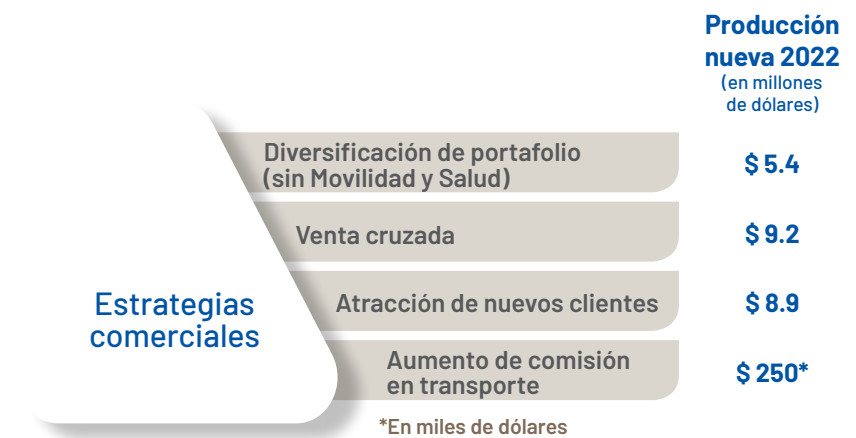 Producción
nueva 2022
(en millones
de dólares)
Diversificación de portafolio
(sin Movilidad y Salud)
$ 5.4
Venta cruzada
$ 9.2
Estrategias
comerciales
Atracción de nuevos clientes
$ 8.9
Aumento de comisión
en transporte
$ 250*
*En miles de dólares